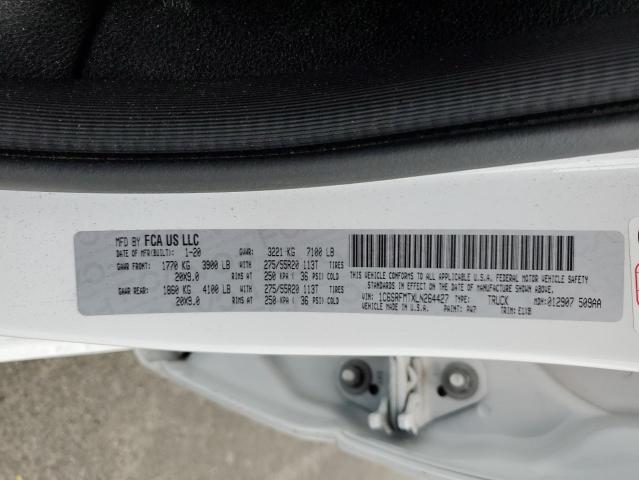 MFD BY FCA US LLC
DATE OF MFR(BUILT): 1-20 GVWR: 3221 KG 7100 LB
GAWR FRONT: 1770 KG 3900 LB 275/55R20 113T TIRES
20X9.0 RIMS AT 250 KPA ( 36 PSI) COLD
GAWR REAR: 1860 KG 4100 LB 275/55R20 113T TIRES
20X9.0 RIMS AT 250 KPA ( 36 PSI) COLD
THIS VEHICLE CONFORMS TO ALL APPLICABLE U.S.A. FEDERAL MOTOR VEHICLE SAFETY
STANDARDS IN EFFECT ON THE DATE OF MANUFACTURE SHOWN ABOVE.
VIN: 1C6SRFMTXLN264427 TYPE: TRUCK MDH:012907 509AA
VEHICLE MADE IN U.S.A. PAINT: PW7 TRIM: